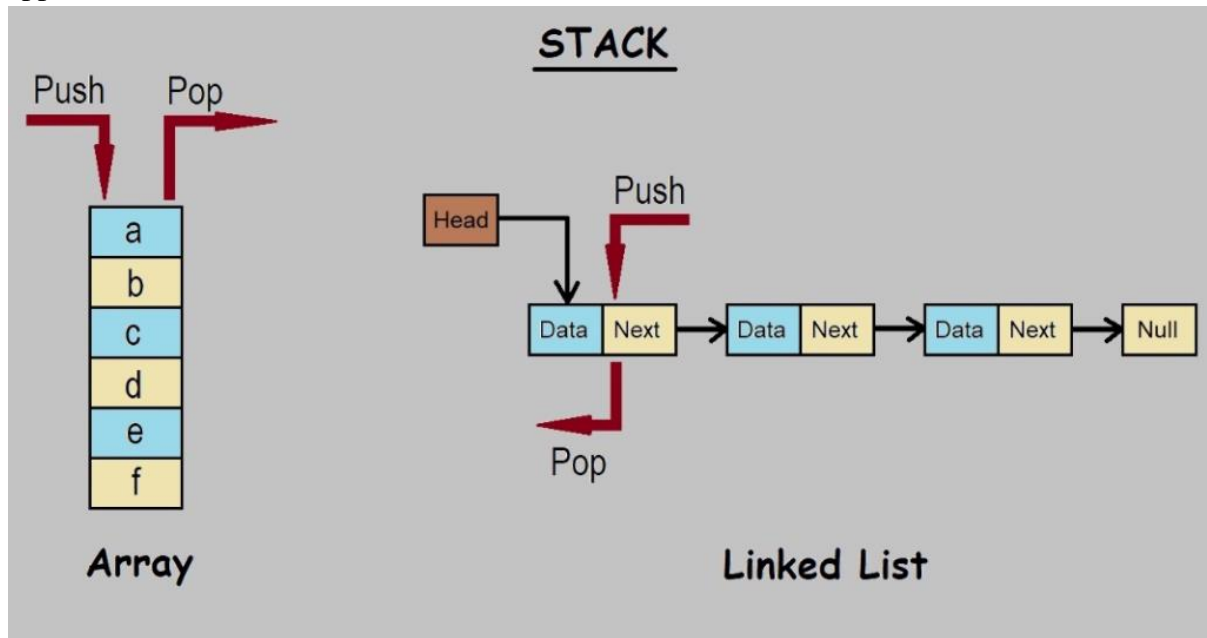 STACK
Push Pop
a
b
c
d
e
f
Array
Head
Push
Data Next Data Next Data Next Null
Pop
Linked List